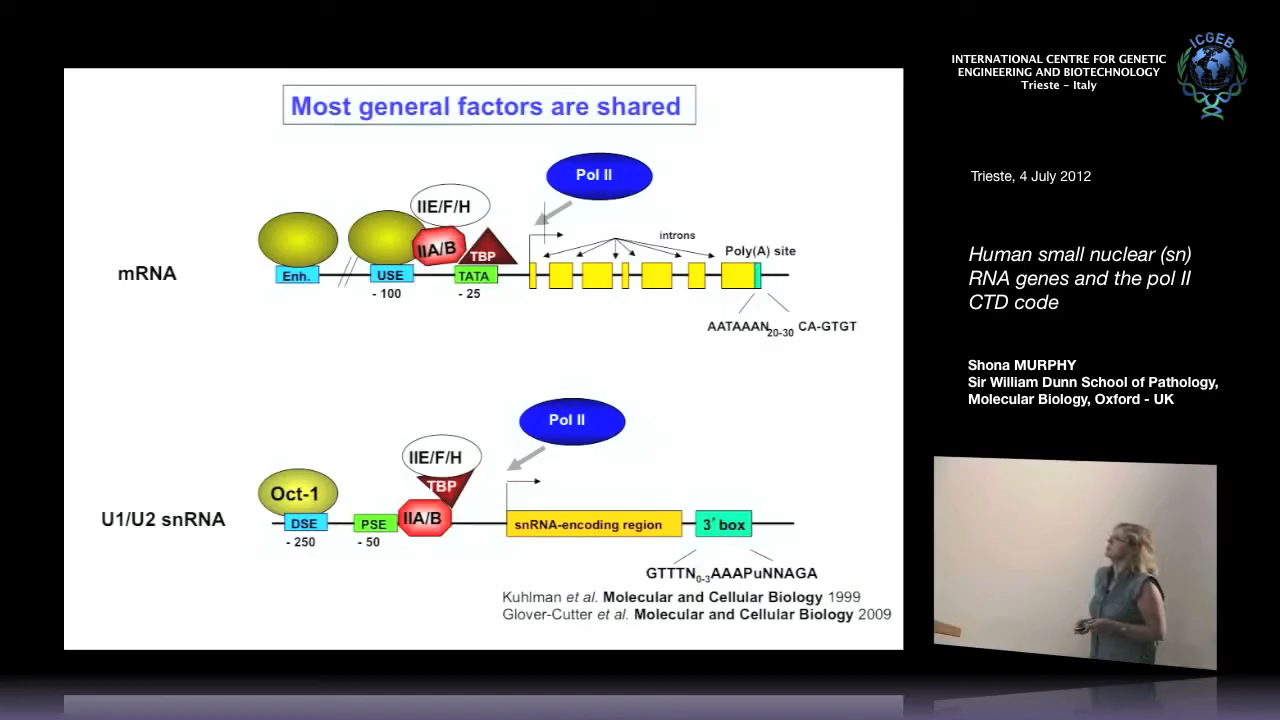 Most general factors are shared
Pol II
IIE/F/H
IIA/B
TBP
introns
Poly(A) site
mRNA
Enh.
USE
TATA
- 100
- 25
AATAAAN20-30 CA-GTGT
Pol II
IIE/F/H
TBP
Oct-1
IIA/B
U1/U2 snRNA
DSE
PSE
snRNA-encoding region
3' box
- 250
- 50
GTTTN0-3AAAPuNNAGA
Kuhlman et al. Molecular and Cellular Biology 1999
Glover-Cutter et al. Molecular and Cellular Biology 2009
INTERNATIONAL CENTRE FOR GENETIC
ENGINEERING AND BIOTECHNOLOGY
Trieste - Italy
ICGEB
Trieste, 4 July 2012
Human small nuclear (sn)
RNA genes and the pol II
CTD code
Shona MURPHY
Sir William Dunn School of Pathology,
Molecular Biology, Oxford - UK